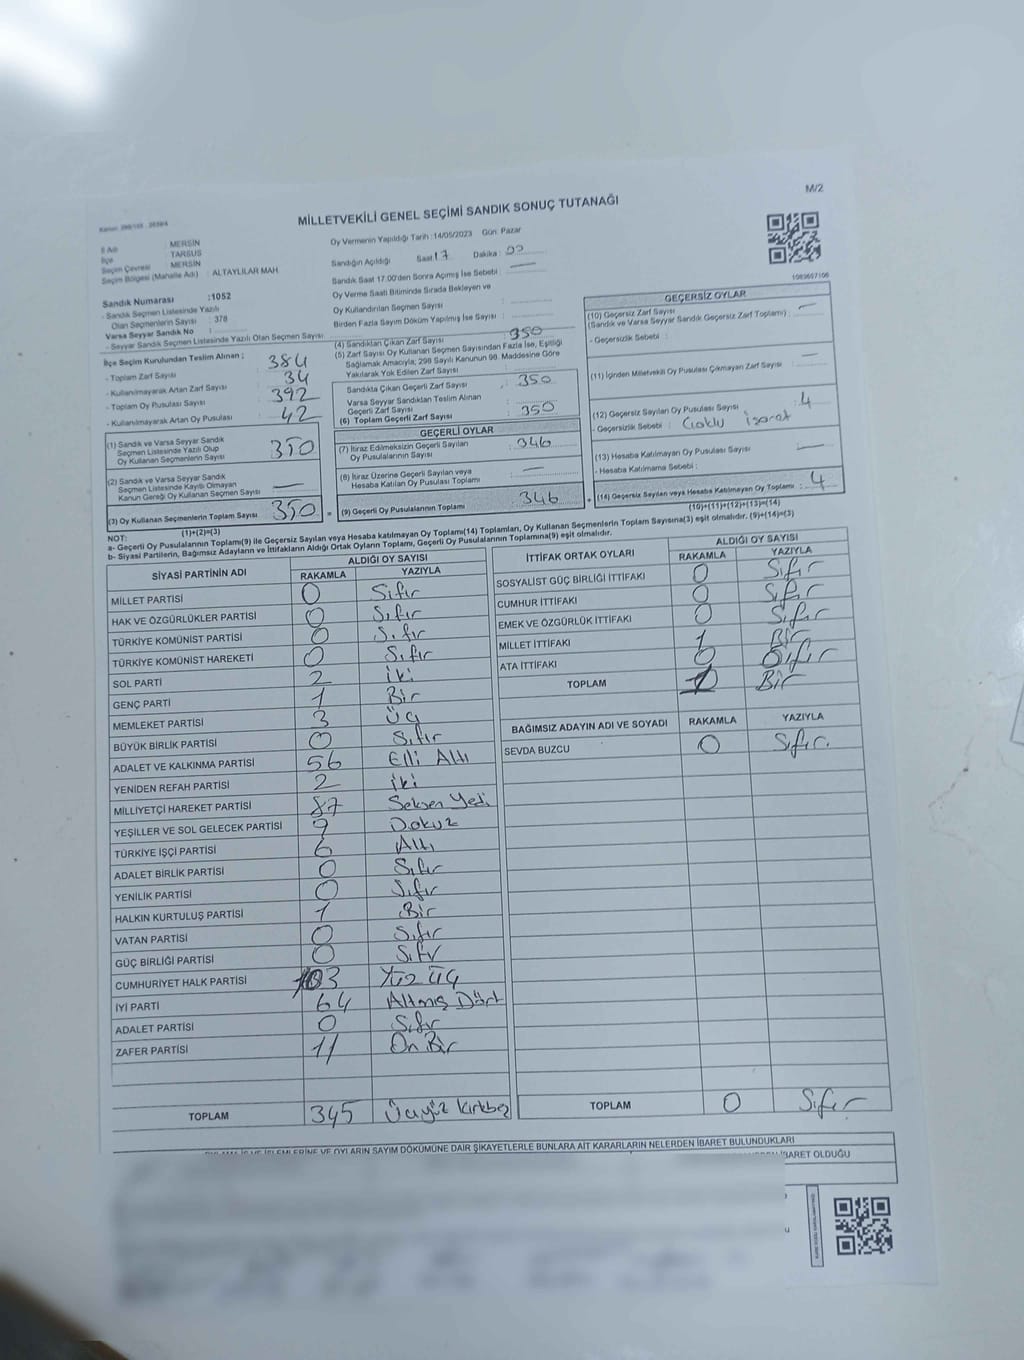 M/2
MİLLETVEKİLİ GENEL SEÇİMİ SANDIK SONUÇ TUTANAĞI
İl Adı : MERSİN
İlçe : TARSUS
Seçim Çevresi : MERSİN
Seçim Bölgesi (Mahalle Adı) : ALTAYLILAR MAH.
Sandık Numarası :1052
- Sandık Seçmen Listesinde Yazılı
Olan Seçmenlerin Sayısı : 378
Varsa Seyyar Sandık No :
- Seyyar Sandık Seçmen Listesinde Yazılı Olan Seçmen Sayısı :
İlçe Seçim Kurulundan Teslim Alınan ;
- Toplam Zarf Sayısı : 384
- Kullanılmayarak Artan Zarf Sayısı : 34
- Toplam Oy Pusulası Sayısı : 392
- Kullanılmayarak Artan Oy Pusulası : 42
(1) Sandık ve Varsa Seyyar Sandık
Seçmen Listesinde Yazılı Olup
Oy Kullanan Seçmenlerin Sayısı : 350
(2) Sandık ve Varsa Seyyar Sandık
Seçmen Listesinde Kayıtlı Olmayan
Kanun Gereği Oy Kullanan Seçmen Sayısı : —
(3) Oy Kullanan Seçmenlerin Toplam Sayısı : 350
(1)+(2)=(3)
Oy Vermenin Yapıldığı Tarih :14/05/2023 Gün: Pazar
Sandığın Açıldığı Saat: 17 Dakika : 00
Sandık Saat 17.00'den Sonra Açımış İse Sebebi : —
Oy Verme Saati Bitiminde Sırada Bekleyen ve
Oy Kullandırılan Seçmen Sayısı :
Birden Fazla Sayım Döküm Yapılmış İse Sayısı :
(4) Sandıktan Çıkan Zarf Sayısı : 350
(5) Zarf Sayısı Oy Kullanan Seçmen Sayısından Fazla İse, Eşitliği
Sağlamak Amacıyla; 298 Sayılı Kanunun 98. Maddesine Göre
Yakılarak Yok Edilen Zarf Sayısı :
Sandıkta Çıkan Geçerli Zarf Sayısı : 350
Varsa Seyyar Sandıktan Teslim Alınan
Geçerli Zarf Sayısı :
(6) Toplam Geçerli Zarf Sayısı : 350
GEÇERLİ OYLAR
(7) İtiraz Edilmeksizin Geçerli Sayılan
Oy Pusulalarının Sayısı : 346
(8) İtiraz Üzerine Geçerli Sayılan veya
Hesaba Katılan Oy Pusulası Toplamı : —
= (9) Geçerli Oy Pusulalarının Toplamı : 346 +
1083657106
GEÇERSİZ OYLAR
(10) Geçersiz Zarf Sayısı
(Sandık ve Varsa Seyyar Sandık Geçersiz Zarf Toplamı) : —
- Geçersizlik Sebebi :
(11) İçinden Milletvekili Oy Pusulası Çıkmayan Zarf Sayısı : —
(12) Geçersiz Sayılan Oy Pusulası Sayısı : 4
- Geçersizlik Sebebi : Çoklu İşaret
(13) Hesaba Katılmayan Oy Pusulası Sayısı : —
- Hesaba Katılmama Sebebi :
(14) Geçersiz Sayılan veya Hesaba Katılmayan Oy Toplamı : 4
(10)+(11)+(12)+(13)=(14)
NOT:
a- Geçerli Oy Pusulalarının Toplamı(9) ile Geçersiz Sayılan veya Hesaba katılmayan Oy Toplamı(14) Toplamları, Oy Kullanan Seçmenlerin Toplam Sayısına(3) eşit olmalıdır. (9)+(14)=(3)
b- Siyasi Partilerin, Bağımsız Adayların ve İttifakların Aldığı Ortak Oyların Toplamı, Geçerli Oy Pusulalarının Toplamına(9) eşit olmalıdır.
SİYASİ PARTİNİN ADI ALDIĞI OY SAYISI
RAKAMLA YAZIYLA
MİLLET PARTİSİ 0 Sıfır
HAK VE ÖZGÜRLÜKLER PARTİSİ 0 Sıfır
TÜRKİYE KOMÜNİST PARTİSİ 0 Sıfır
TÜRKİYE KOMÜNİST HAREKETİ 0 Sıfır
SOL PARTİ 2 iki
GENÇ PARTİ 1 Bir
MEMLEKET PARTİSİ 3 Üç
BÜYÜK BİRLİK PARTİSİ 0 Sıfır
ADALET VE KALKINMA PARTİSİ 56 Elli Altı
YENİDEN REFAH PARTİSİ 2 iki
MİLLİYETÇİ HAREKET PARTİSİ 87 Seksen Yedi
YEŞİLLER VE SOL GELECEK PARTİSİ 9 Dokuz
TÜRKİYE İŞÇİ PARTİSİ 6 Altı
ADALET BİRLİK PARTİSİ 0 Sıfır
YENİLİK PARTİSİ 0 Sıfır
HALKIN KURTULUŞ PARTİSİ 1 Bir
VATAN PARTİSİ 0 Sıfır
GÜÇ BİRLİĞİ PARTİSİ 0 Sıfır
CUMHURİYET HALK PARTİSİ 103 Yüz Üç
İYİ PARTİ 64 Altmış Dört
ADALET PARTİSİ 0 Sıfır
ZAFER PARTİSİ 11 On Bir
TOPLAM 345 Üçyüz Kırkbeş
İTTİFAK ORTAK OYLARI ALDIĞI OY SAYISI
RAKAMLA YAZIYLA
SOSYALİST GÜÇ BİRLİĞİ İTTİFAKI 0 Sıfır
CUMHUR İTTİFAKI 0 Sıfır
EMEK VE ÖZGÜRLÜK İTTİFAKI 0 Sıfır
MİLLET İTTİFAKI 1 Bir
ATA İTTİFAKI 0 Sıfır
TOPLAM 1 Bir
BAĞIMSIZ ADAYIN ADI VE SOYADI RAKAMLA YAZIYLA
SEVDA BUZCU 0 Sıfır.
TOPLAM 0 Sıfır
VE OYLARIN SAYIM DÖKÜMÜNE DAİR ŞİKAYETLERLE BUNLARA AİT KARARLARIN NELERDEN İBARET BULUNDUKLARI
İBARET OLDUĞU